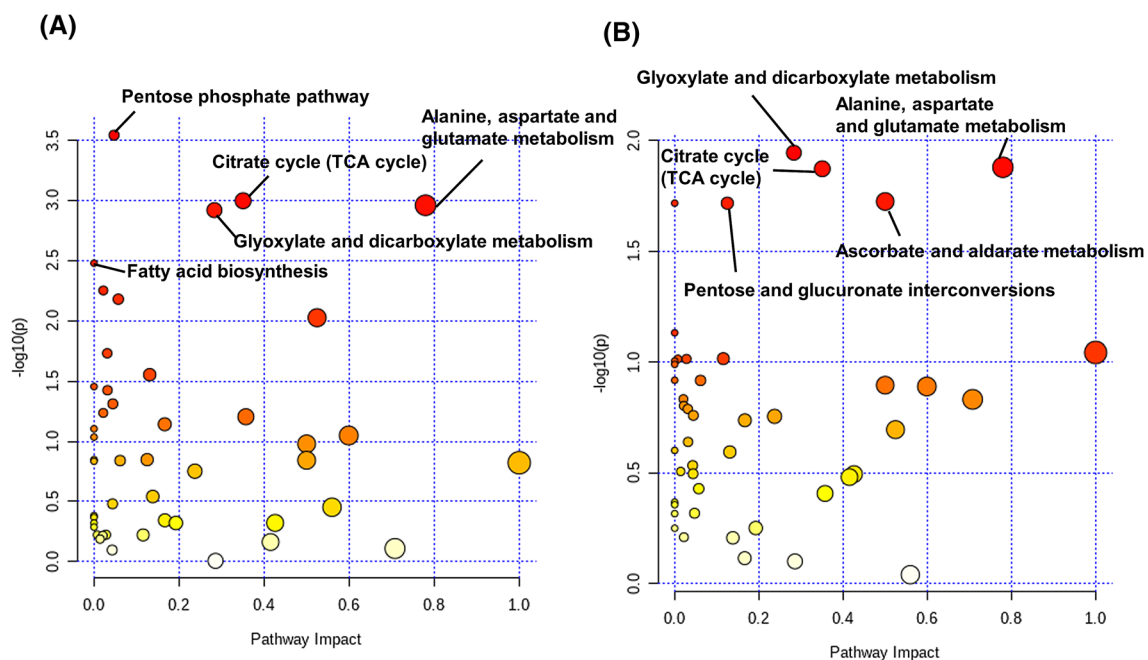 (A)
Pentose phosphate pathway
Alanine, aspartate and
glutamate metabolism
Citrate cycle (TCA cycle)
Glyoxylate and dicarboxylate metabolism
Fatty acid biosynthesis
-log10(p)
3.5
3.0
2.5
2.0
1.5
1.0
0.5
0.0
0.0 0.2 0.4 0.6 0.8 1.0
Pathway Impact
(B)
Glyoxylate and dicarboxylate metabolism
Alanine, aspartate
and glutamate metabolism
Citrate cycle
(TCA cycle)
Ascorbate and aldarate metabolism
Pentose and glucuronate interconversions
-log10(p)
2.0
1.5
1.0
0.5
0.0
0.0 0.2 0.4 0.6 0.8 1.0
Pathway Impact